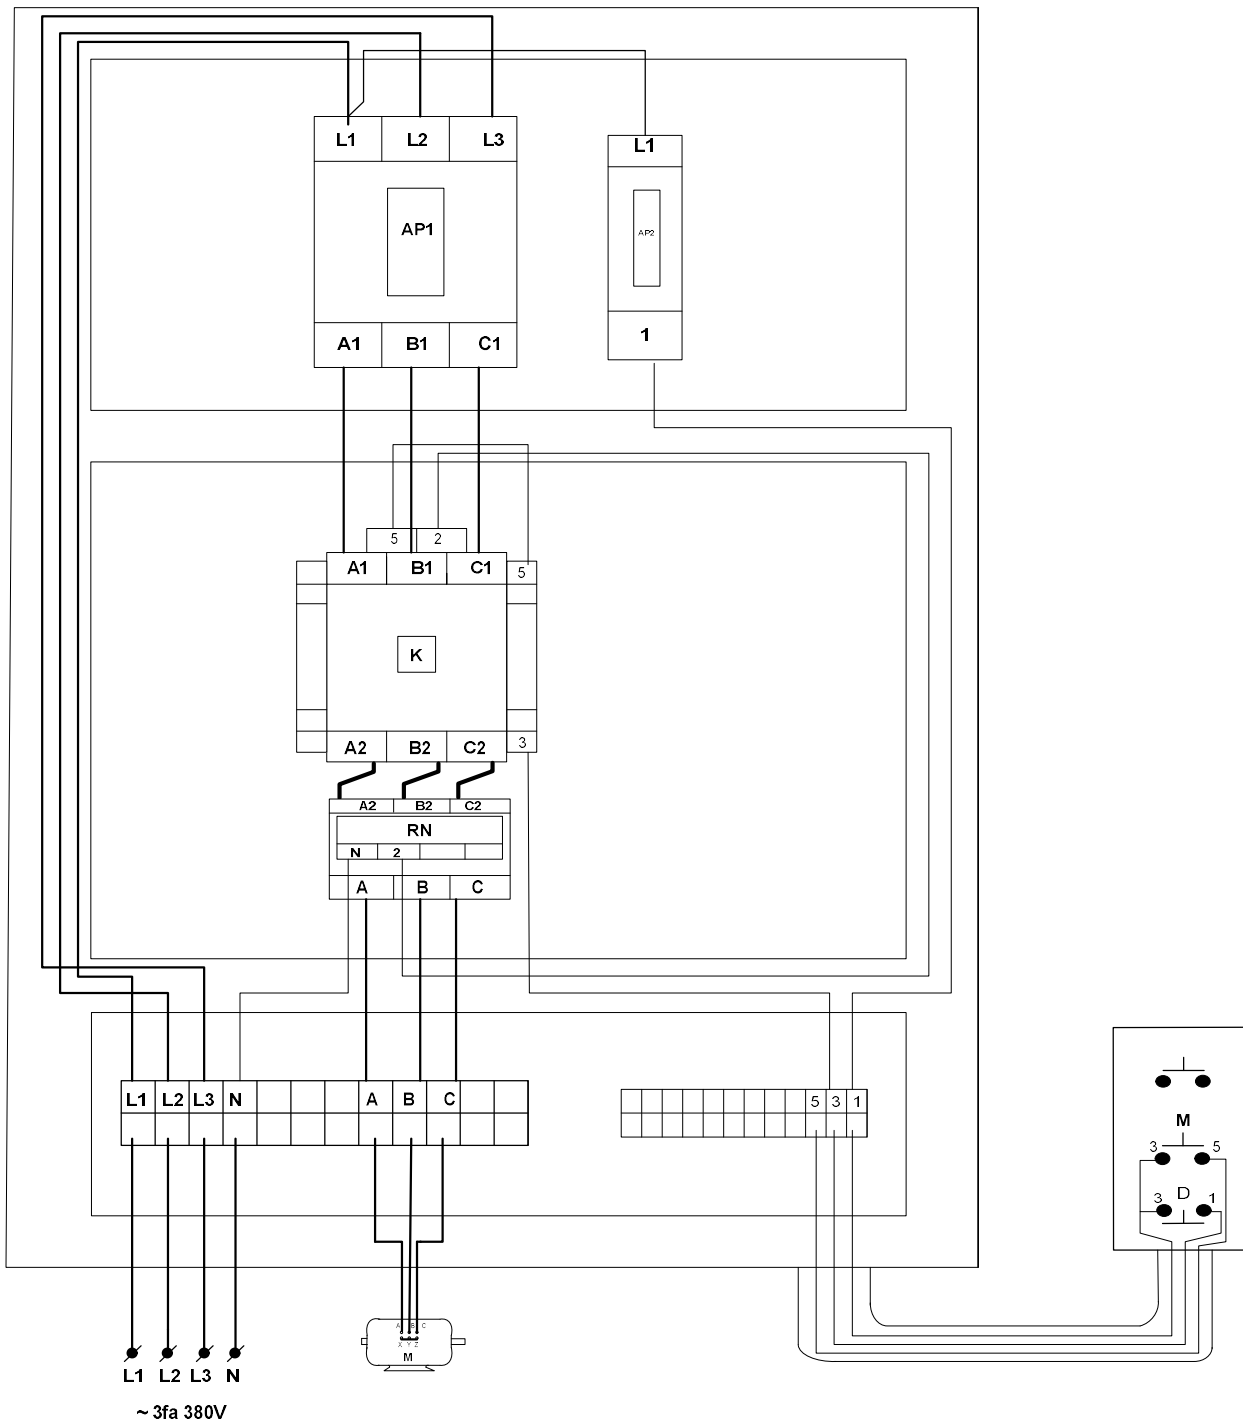 L1 L2 L3
L1
AP1
AP2
A1 B1 C1
1
5 2
A1 B1 C1
5
K
A2 B2 C2
3
A2 B2 C2
RN
N 2
A B C
L1 L2 L3 N A B C
5 3 1
M
3 5
D
3 1
A B C
X Y Z
M
L1 L2 L3 N
~ 3fa 380V